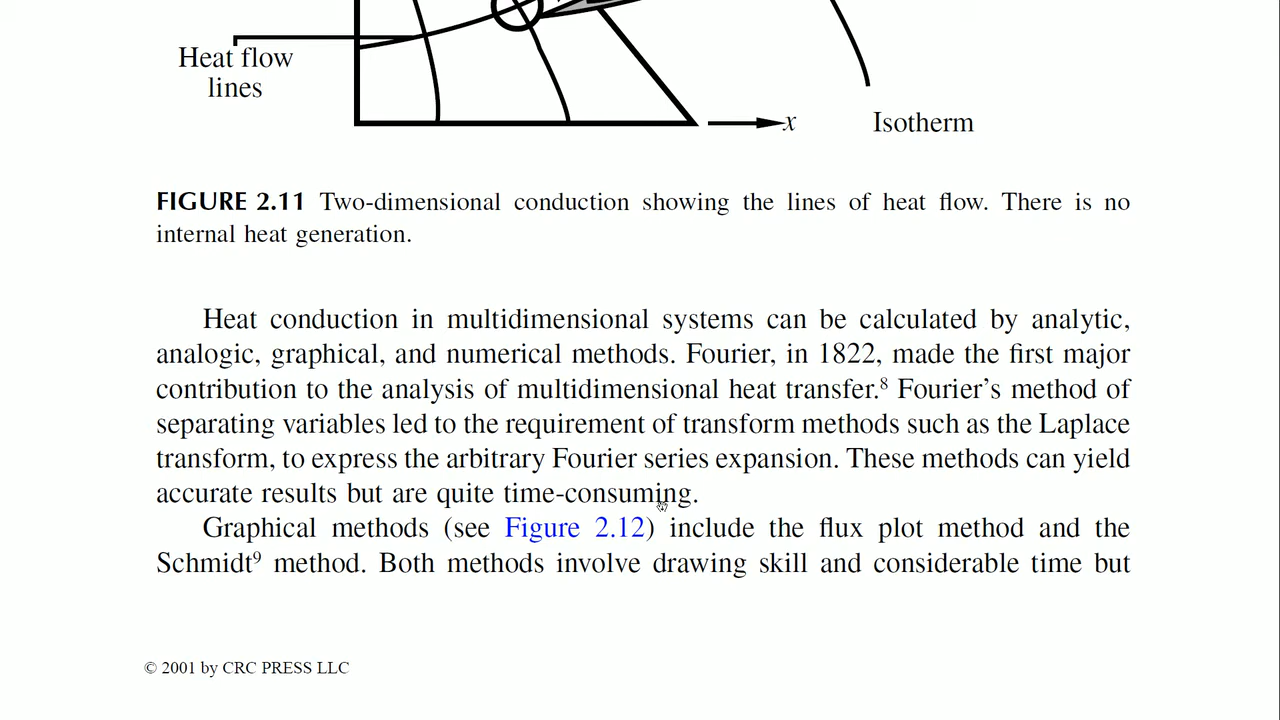 Heat flow
lines
x
Isotherm
FIGURE 2.11 Two-dimensional conduction showing the lines of heat flow. There is no
internal heat generation.
Heat conduction in multidimensional systems can be calculated by analytic,
analogic, graphical, and numerical methods. Fourier, in 1822, made the first major
contribution to the analysis of multidimensional heat transfer.⁸ Fourier’s method of
separating variables led to the requirement of transform methods such as the Laplace
transform, to express the arbitrary Fourier series expansion. These methods can yield
accurate results but are quite time-consuming.
Graphical methods (see Figure 2.12) include the flux plot method and the
Schmidt⁹ method. Both methods involve drawing skill and considerable time but
© 2001 by CRC PRESS LLC